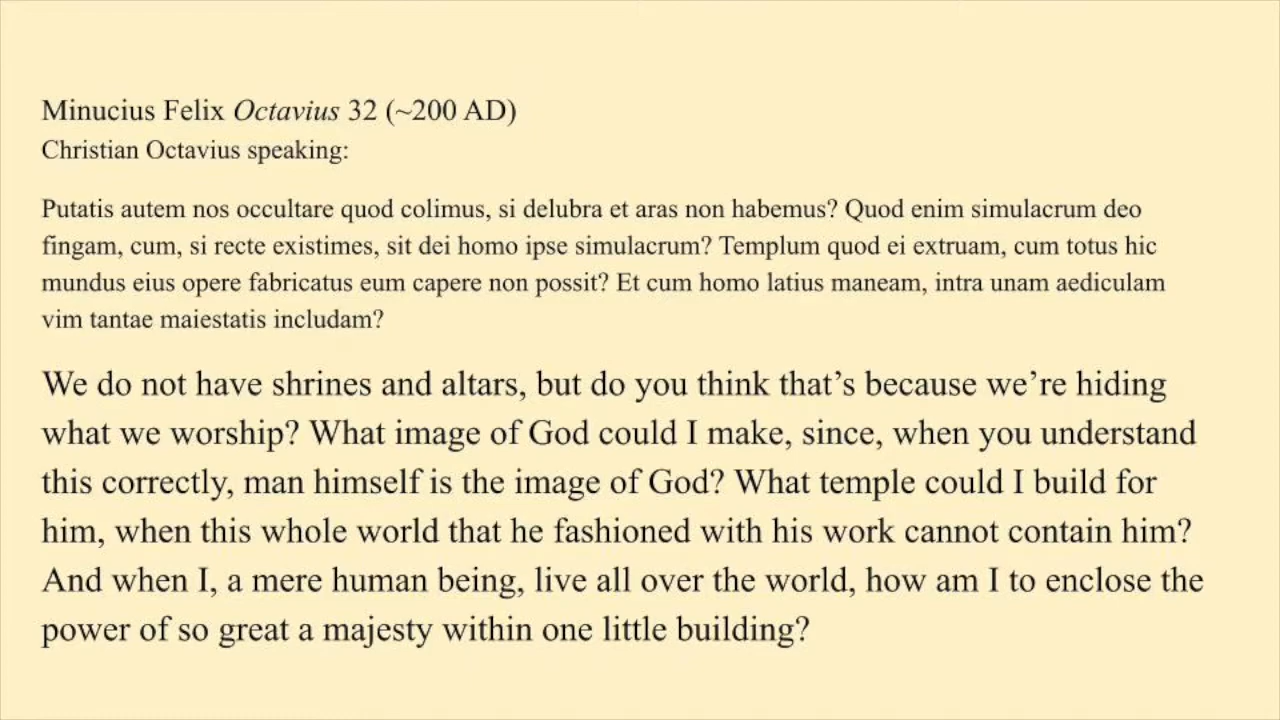 Minucius Felix Octavius 32 (~200 AD)
Christian Octavius speaking:
Putatis autem nos occultare quod colimus, si delubra et aras non habemus? Quod enim simulacrum deo
fingam, cum, si recte existimes, sit dei homo ipse simulacrum? Templum quod ei extruam, cum totus hic
mundus eius opere fabricatus eum capere non possit? Et cum homo latius maneam, intra unam aediculam
vim tantae maiestatis includam?
We do not have shrines and altars, but do you think that’s because we’re hiding
what we worship? What image of God could I make, since, when you understand
this correctly, man himself is the image of God? What temple could I build for
him, when this whole world that he fashioned with his work cannot contain him?
And when I, a mere human being, live all over the world, how am I to enclose the
power of so great a majesty within one little building?